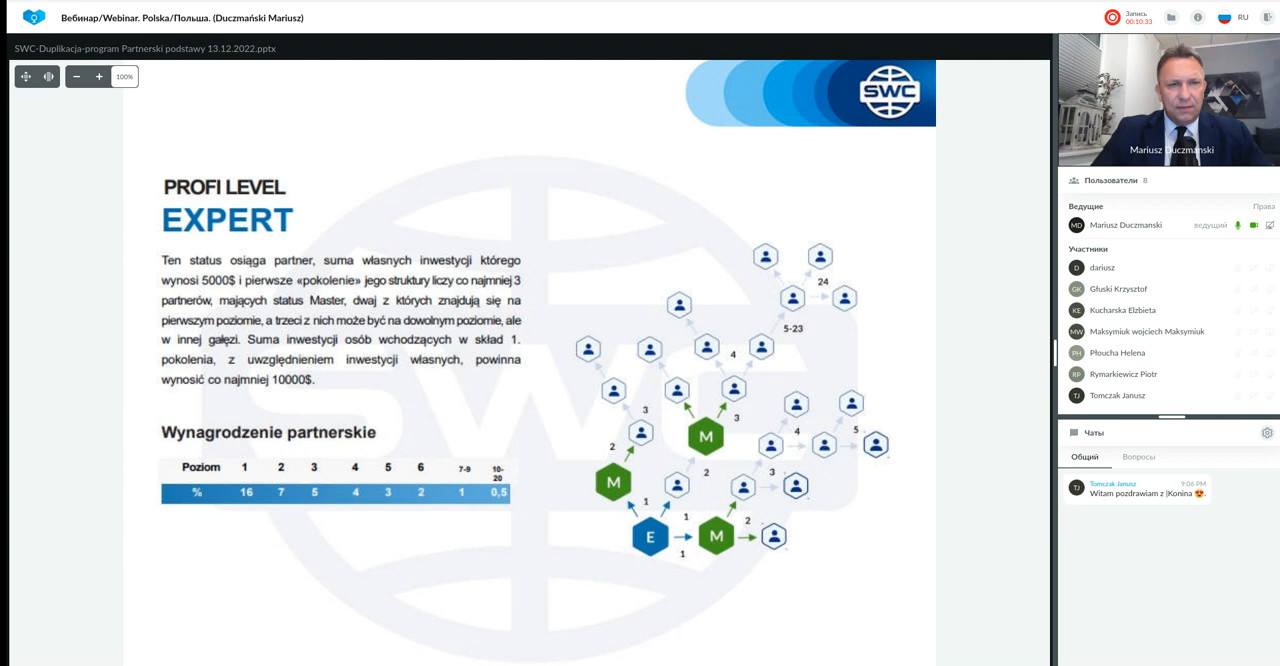 Вебинар/Webinar. Polska/Польша. (Duczmański Mariusz)
Запись
00:10:33
RU
SWC-Duplikacja-program Partnerski podstawy 13.12.2022.pptx
100%
SWC
PROFI LEVEL
EXPERT
Ten status osiąga partner, suma własnych inwestycji którego
wynosi 5000$ i pierwsze «pokolenie» jego struktury liczy co najmniej 3
partnerów, mających status Master, dwaj z których znajdują się na
pierwszym poziomie, a trzeci z nich może być na dowolnym poziomie, ale
w innej gałęzi. Suma inwestycji osób wchodzących w skład 1.
pokolenia, z uwzględnieniem inwestycji własnych, powinna
wynosić co najmniej 10000$.
Wynagrodzenie partnerskie
Poziom 1 2 3 4 5 6 7-9 10-20
% 16 7 5 4 3 2 1 0,5
24
5-23
4
3
3
2
M
4
5
M
2
3
1
1
2
E
M
1
SWC
Mariusz Duczmanski
Пользователи 8
Ведущие Права
MD Mariusz Duczmanski ведущий
Участники
D dariusz
GK Głuski Krzysztof
KE Kucharska Elzbieta
MW Maksymiuk wojciech Maksymiuk
PH Płoucha Helena
RP Rymarkiewicz Piotr
TJ Tomczak Janusz
Чаты
Общий Вопросы
TJ Tomczak Janusz 9:06 PM
Witam pozdrawiam z |Konina 😍.